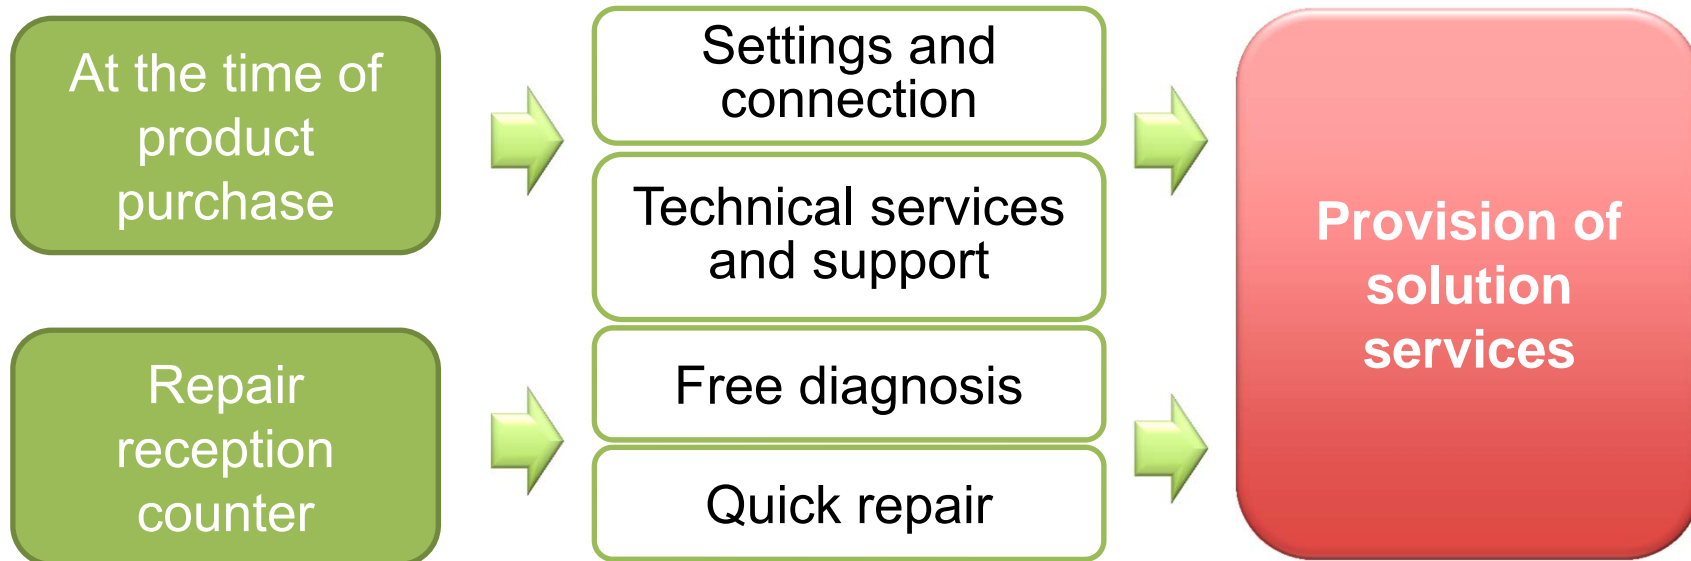 At the time of
product
purchase
Settings and
connection
Technical services
and support
Repair
reception
counter
Free diagnosis
Quick repair
Provision of
solution
services